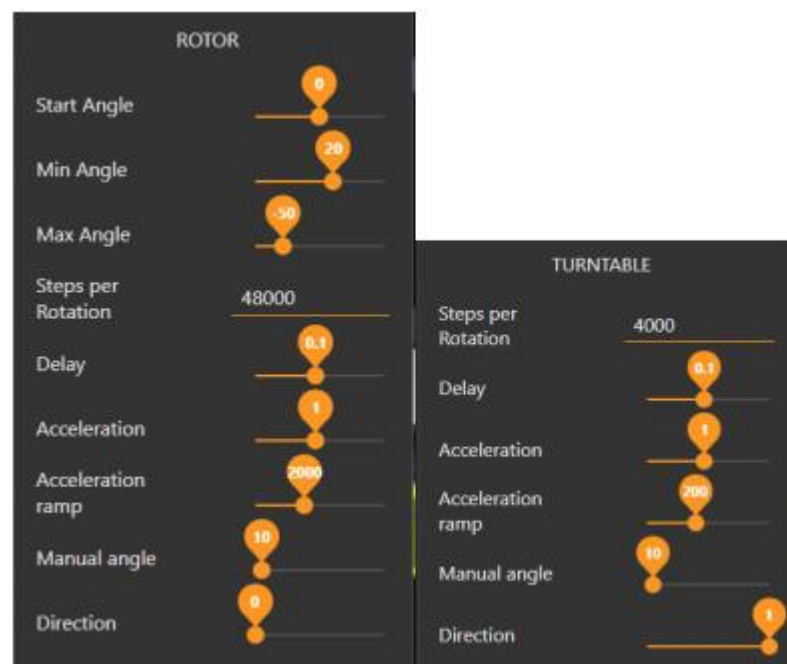 ROTOR
Start Angle
0
Min Angle
20
Max Angle
-50
Steps per
Rotation
48000
Delay
0.1
Acceleration
1
Acceleration
ramp
2000
Manual angle
10
Direction
0
TURNTABLE
Steps per
Rotation
4000
Delay
0.1
Acceleration
1
Acceleration
ramp
200
Manual angle
10
Direction
1